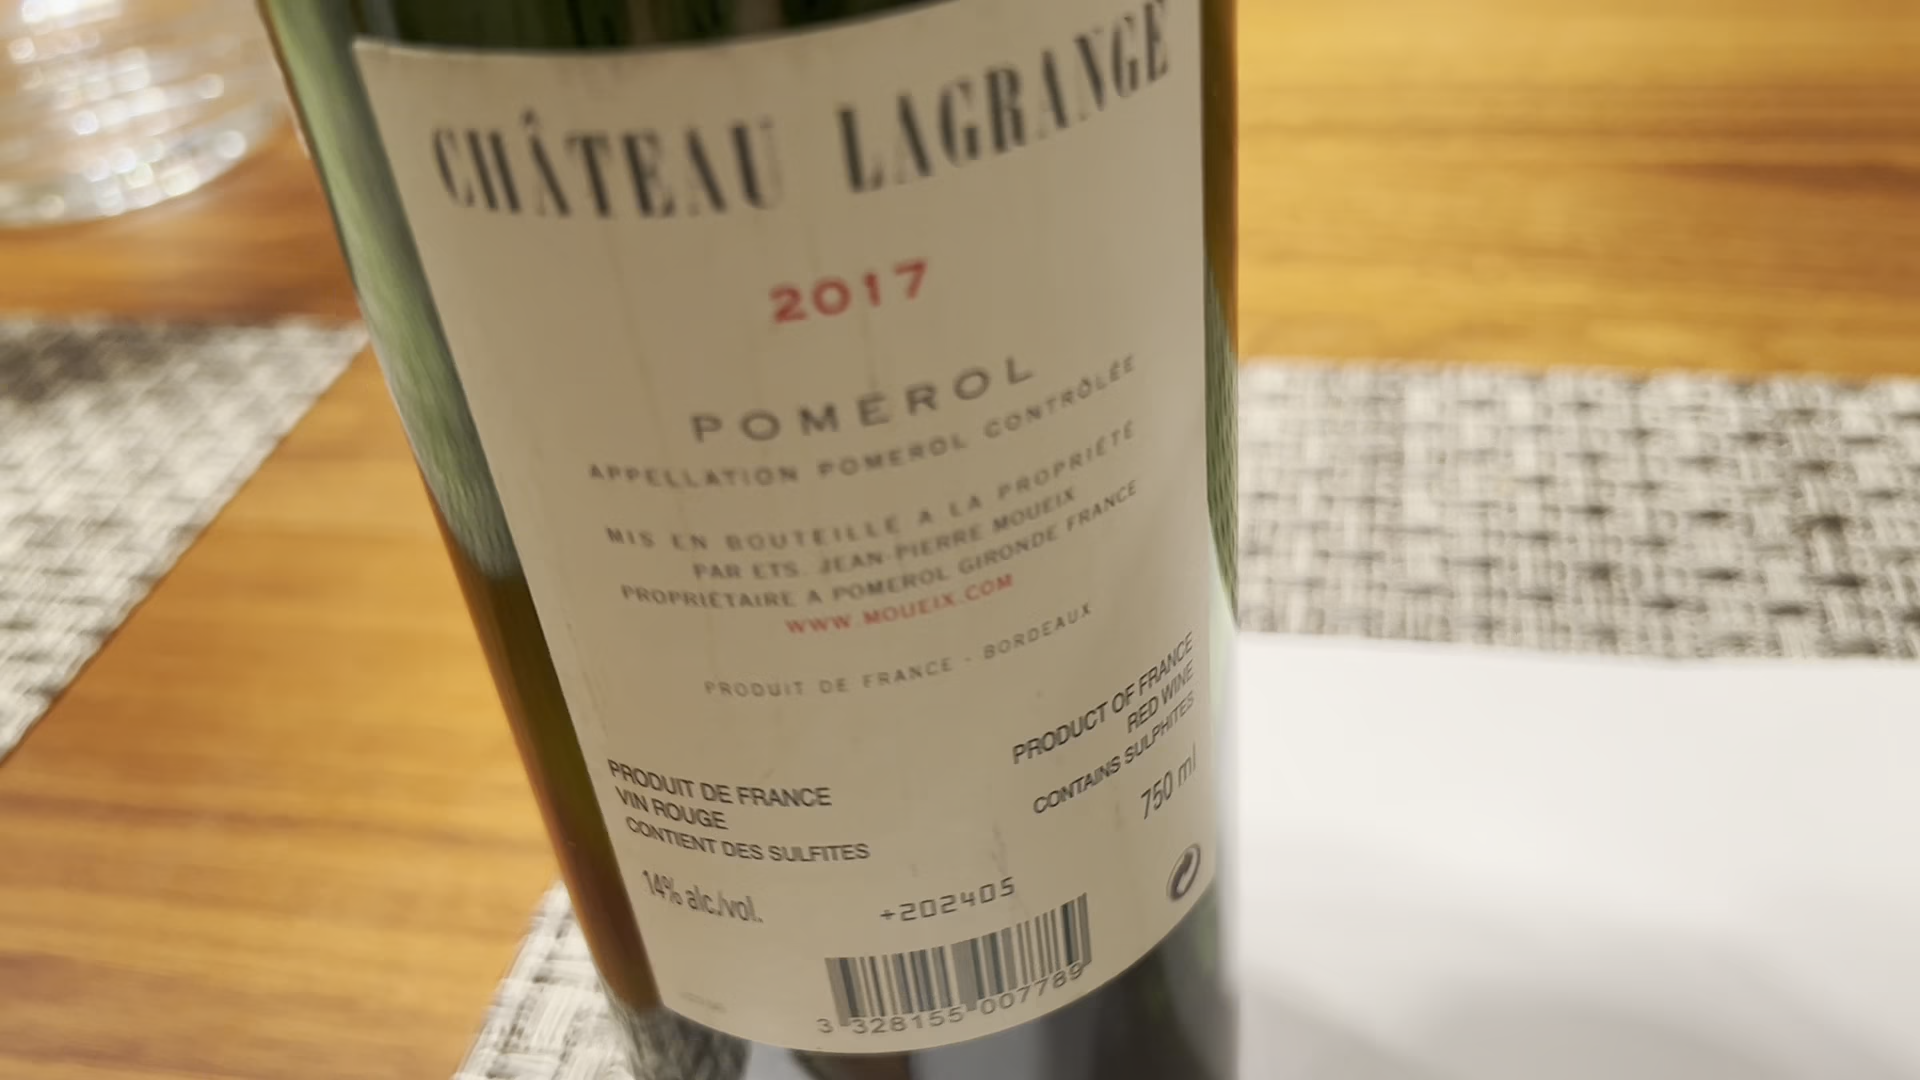 CHÂTEAU LAGRANGE
2017
POMEROL
APPELLATION POMEROL CONTRÔLÉE
MIS EN BOUTEILLE A LA PROPRIÉTÉ
PAR ETS. JEAN-PIERRE MOUEIX
PROPRIÉTAIRE A POMEROL GIRONDE FRANCE
WWW.MOUEIX.COM
PRODUIT DE FRANCE - BORDEAUX
PRODUIT DE FRANCE
VIN ROUGE
CONTIENT DES SULFITES
14% alc./vol.
PRODUCT OF FRANCE
RED WINE
CONTAINS SULPHITES
750 ml
+202405
3 328155 007789